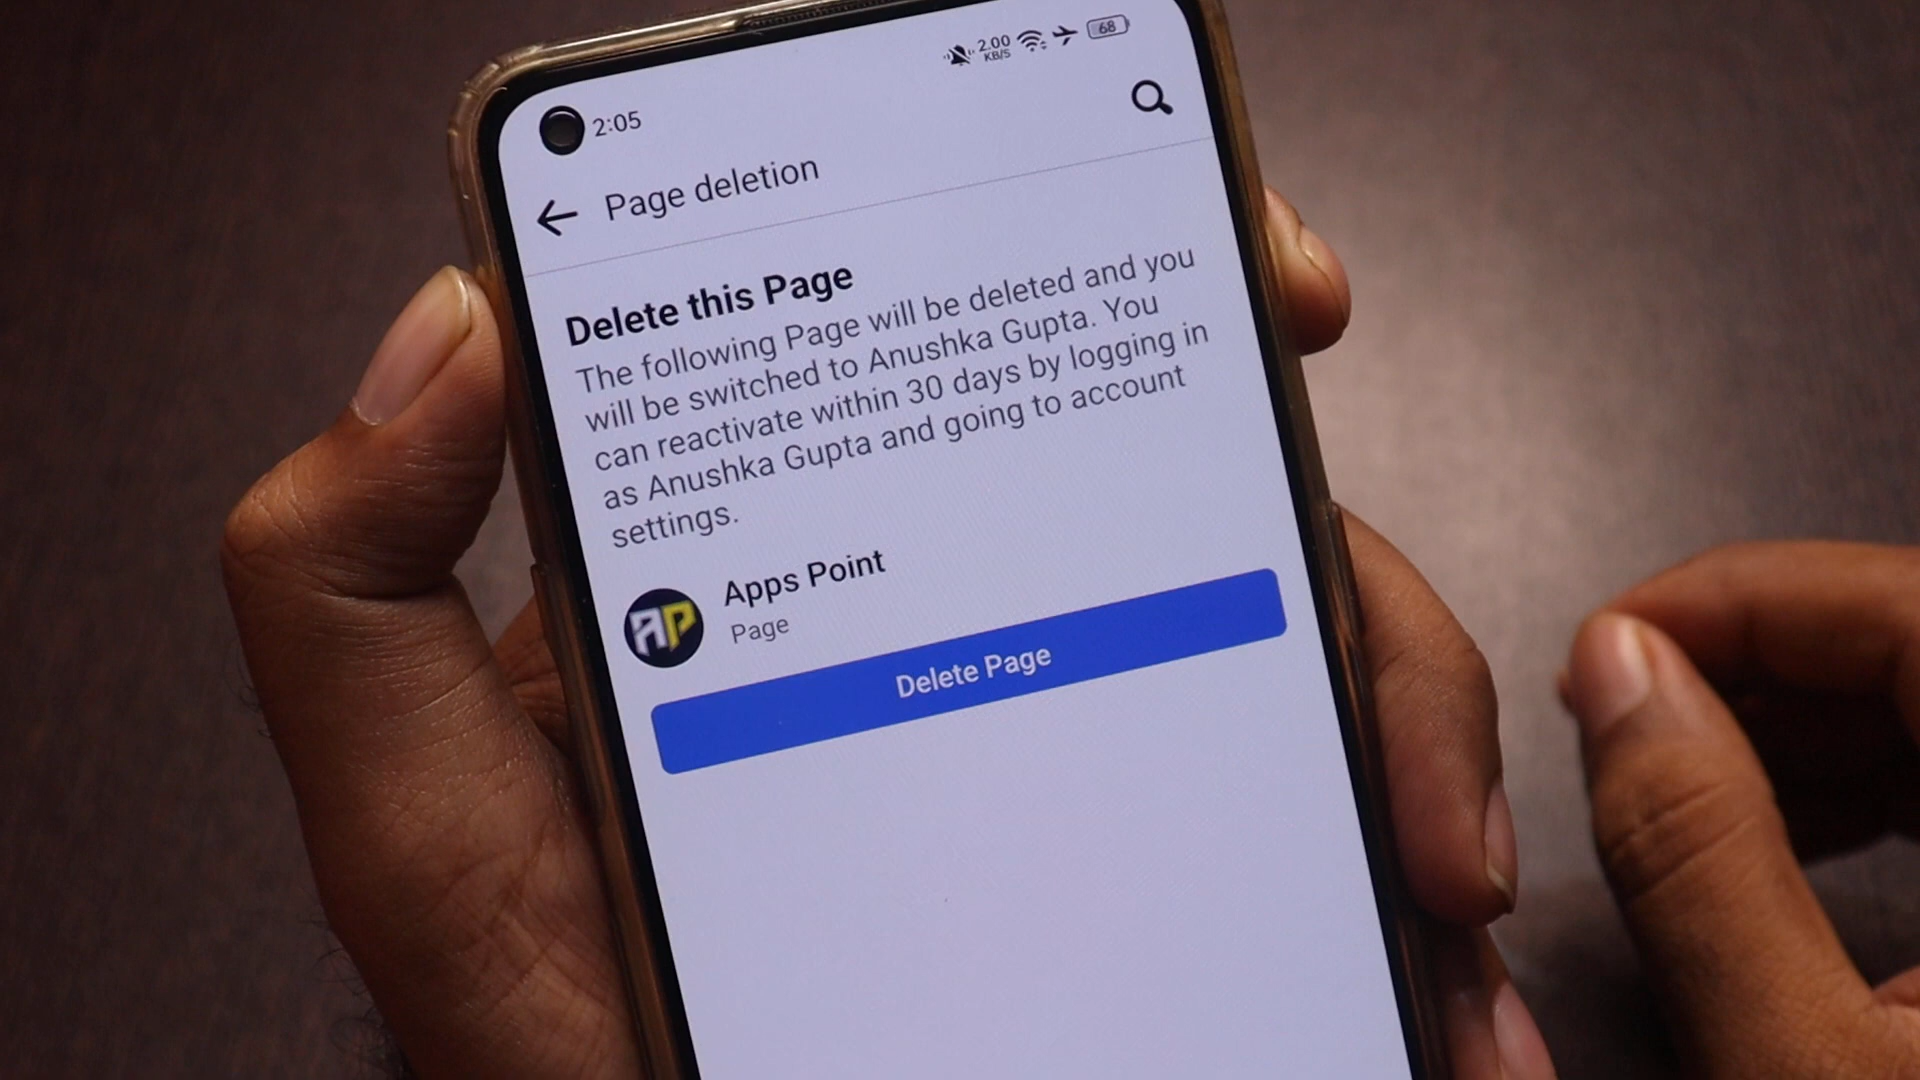 2:05
2.00
KB/S
68
Page deletion
Delete this Page
The following Page will be deleted and you
will be switched to Anushka Gupta. You
can reactivate within 30 days by logging in
as Anushka Gupta and going to account
settings.
AP
Apps Point
Page
Delete Page